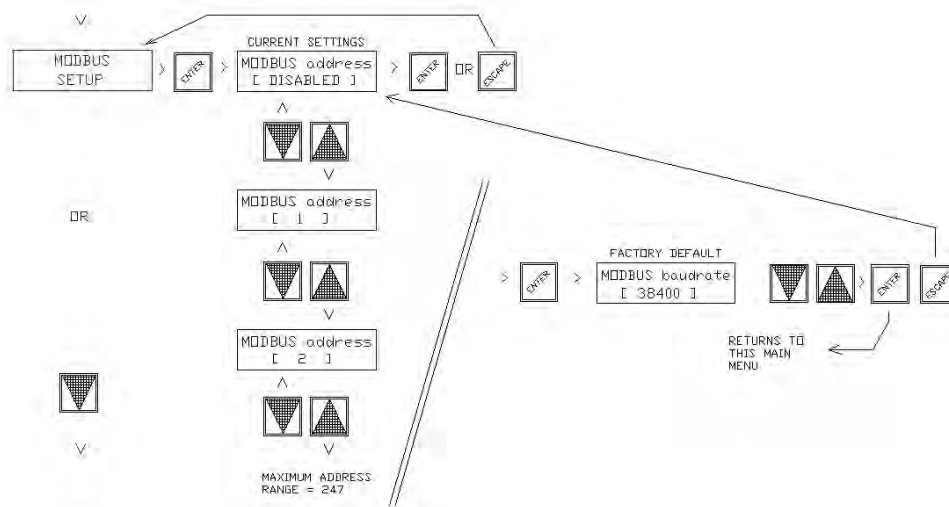 CURRENT SETTINGS
MODBUS
SETUP
ENTER
MODBUS address
[ DISABLED ]
ENTER
OR
ESCAPE
OR
MODBUS address
[ 1 ]
MODBUS address
[ 2 ]
MAXIMUM ADDRESS
RANGE = 247
ENTER
FACTORY DEFAULT
MODBUS baudrate
[ 38400 ]
ENTER
ESCAPE
RETURNS TO
THIS MAIN
MENU